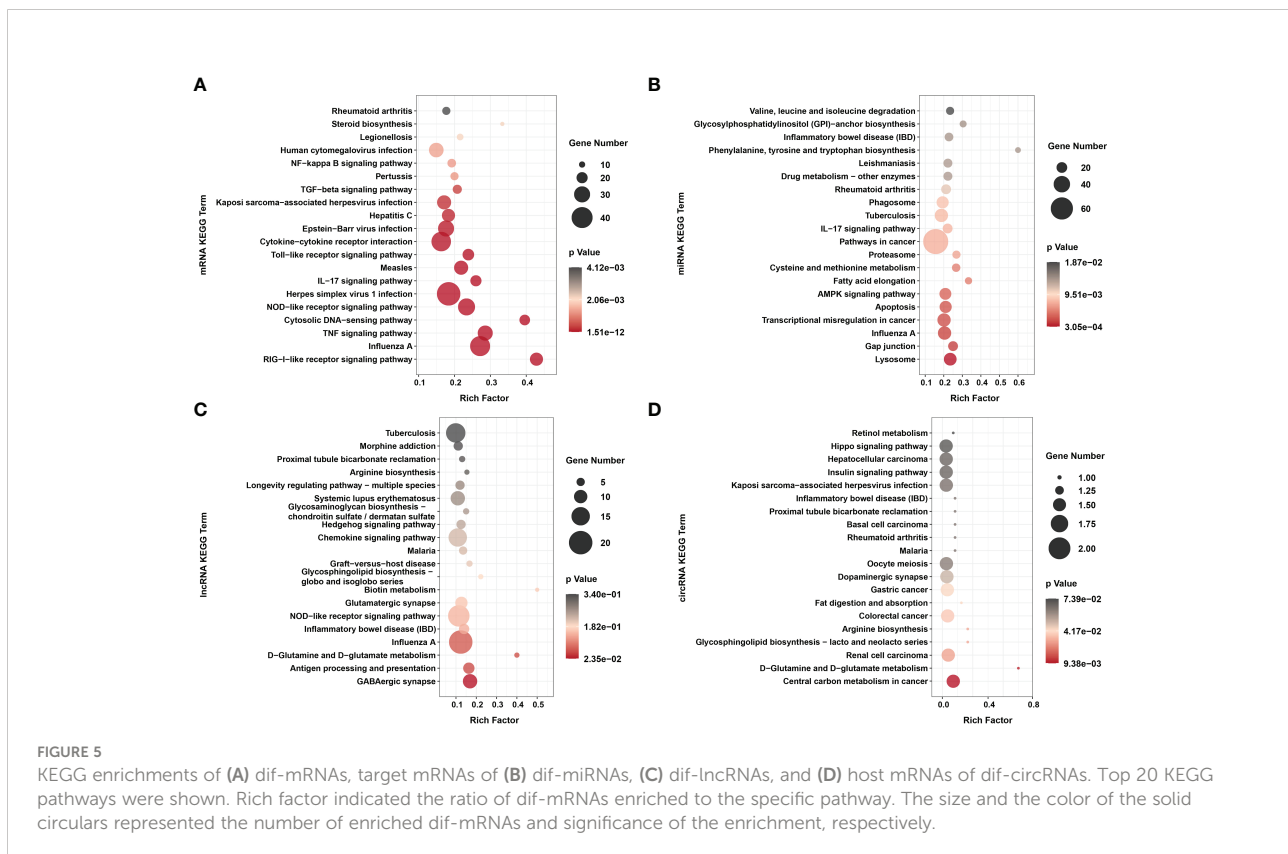 A
mRNA KEGG Term
Rheumatoid arthritis
Steroid biosynthesis
Legionellosis
Human cytomegalovirus infection
NF−kappa B signaling pathway
Pertussis
TGF−beta signaling pathway
Kaposi sarcoma−associated herpesvirus infection
Hepatitis C
Epstein−Barr virus infection
Cytokine−cytokine receptor interaction
Toll−like receptor signaling pathway
Measles
IL−17 signaling pathway
Herpes simplex virus 1 infection
NOD−like receptor signaling pathway
Cytosolic DNA−sensing pathway
TNF signaling pathway
Influenza A
RIG−I−like receptor signaling pathway
0.1 0.2 0.3 0.4
Rich Factor
Gene Number
10
20
30
40
p Value
4.12e−03
2.06e−03
1.51e−12
B
miRNA KEGG Term
Valine, leucine and isoleucine degradation
Glycosylphosphatidylinositol (GPI)−anchor biosynthesis
Inflammatory bowel disease (IBD)
Phenylalanine, tyrosine and tryptophan biosynthesis
Leishmaniasis
Drug metabolism − other enzymes
Rheumatoid arthritis
Phagosome
Tuberculosis
IL−17 signaling pathway
Pathways in cancer
Proteasome
Cysteine and methionine metabolism
Fatty acid elongation
AMPK signaling pathway
Apoptosis
Transcriptional misregulation in cancer
Influenza A
Gap junction
Lysosome
0.1 0.2 0.3 0.4 0.5 0.6
Rich Factor
Gene Number
20
40
60
p Value
1.87e−02
9.51e−03
3.05e−04
C
lncRNA KEGG Term
Tuberculosis
Morphine addiction
Proximal tubule bicarbonate reclamation
Arginine biosynthesis
Longevity regulating pathway − multiple species
Systemic lupus erythematosus
Glycosaminoglycan biosynthesis −
chondroitin sulfate / dermatan sulfate
Hedgehog signaling pathway
Chemokine signaling pathway
Malaria
Graft−versus−host disease
Glycosphingolipid biosynthesis −
globo and isoglobo series
Biotin metabolism
Glutamatergic synapse
NOD−like receptor signaling pathway
Inflammatory bowel disease (IBD)
Influenza A
D−Glutamine and D−glutamate metabolism
Antigen processing and presentation
GABAergic synapse
0.1 0.2 0.3 0.4 0.5
Rich Factor
Gene Number
5
10
15
20
p Value
3.40e−01
1.82e−01
2.35e−02
D
circRNA KEGG Term
Retinol metabolism
Hippo signaling pathway
Hepatocellular carcinoma
Insulin signaling pathway
Kaposi sarcoma−associated herpesvirus infection
Inflammatory bowel disease (IBD)
Proximal tubule bicarbonate reclamation
Basal cell carcinoma
Rheumatoid arthritis
Malaria
Oocyte meiosis
Dopaminergic synapse
Gastric cancer
Fat digestion and absorption
Colorectal cancer
Arginine biosynthesis
Glycosphingolipid biosynthesis − lacto and neolacto series
Renal cell carcinoma
D−Glutamine and D−glutamate metabolism
Central carbon metabolism in cancer
0.0 0.4 0.4 0.8
Rich Factor
Gene Number
1.00
1.25
1.50
1.75
2.00
p Value
7.39e−02
4.17e−02
9.38e−03
FIGURE 5
KEGG enrichments of (A) dif-mRNAs, target mRNAs of (B) dif-miRNAs, (C) dif-lncRNAs, and (D) host mRNAs of dif-circRNAs. Top 20 KEGG
pathways were shown. Rich factor indicated the ratio of dif-mRNAs enriched to the specific pathway. The size and the color of the solid
circulars represented the number of enriched dif-mRNAs and significance of the enrichment, respectively.